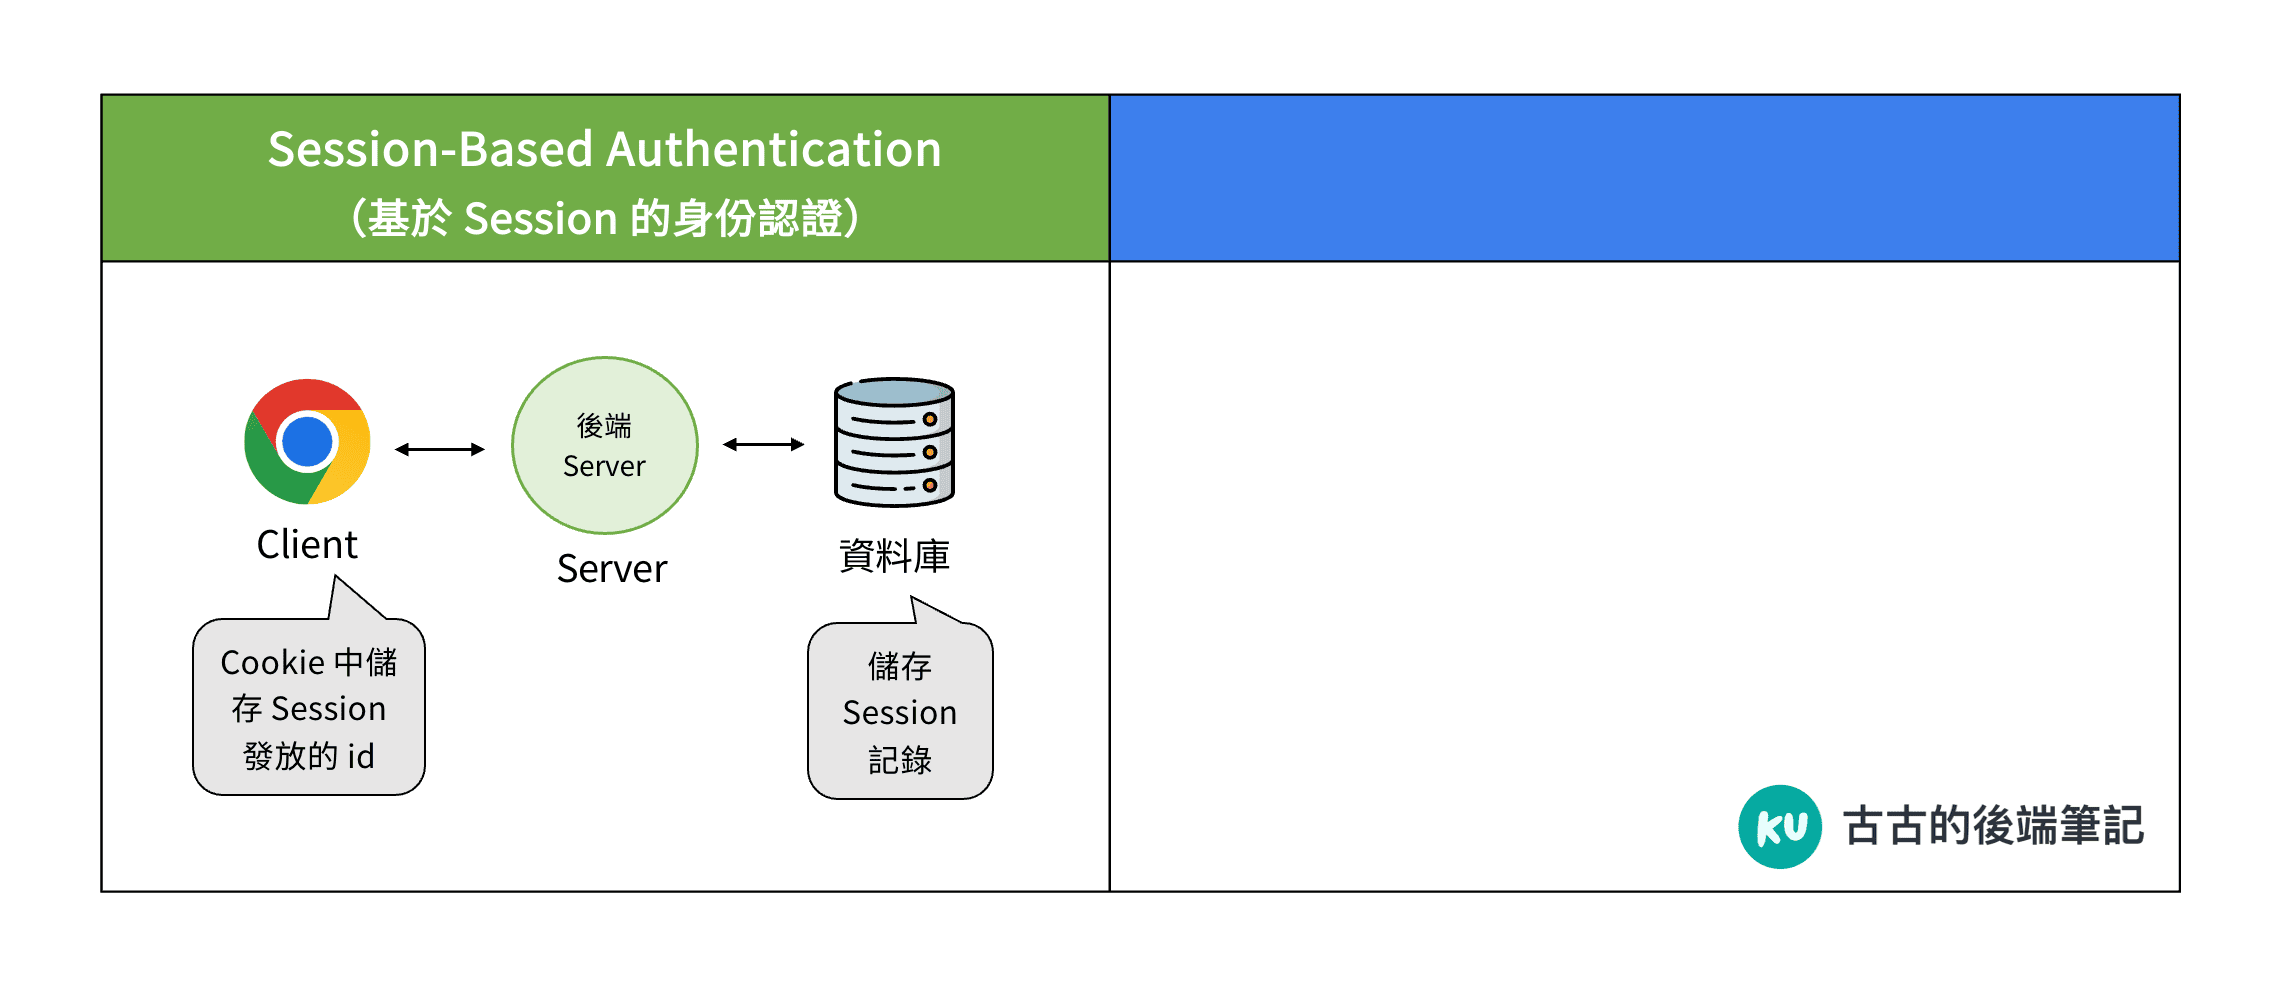 Session-Based Authentication
（基於 Session 的身份認證）
後端
Server
Client
Server
資料庫
Cookie 中儲
存 Session
發放的 id
儲存
Session
記錄
KU
古古的後端筆記